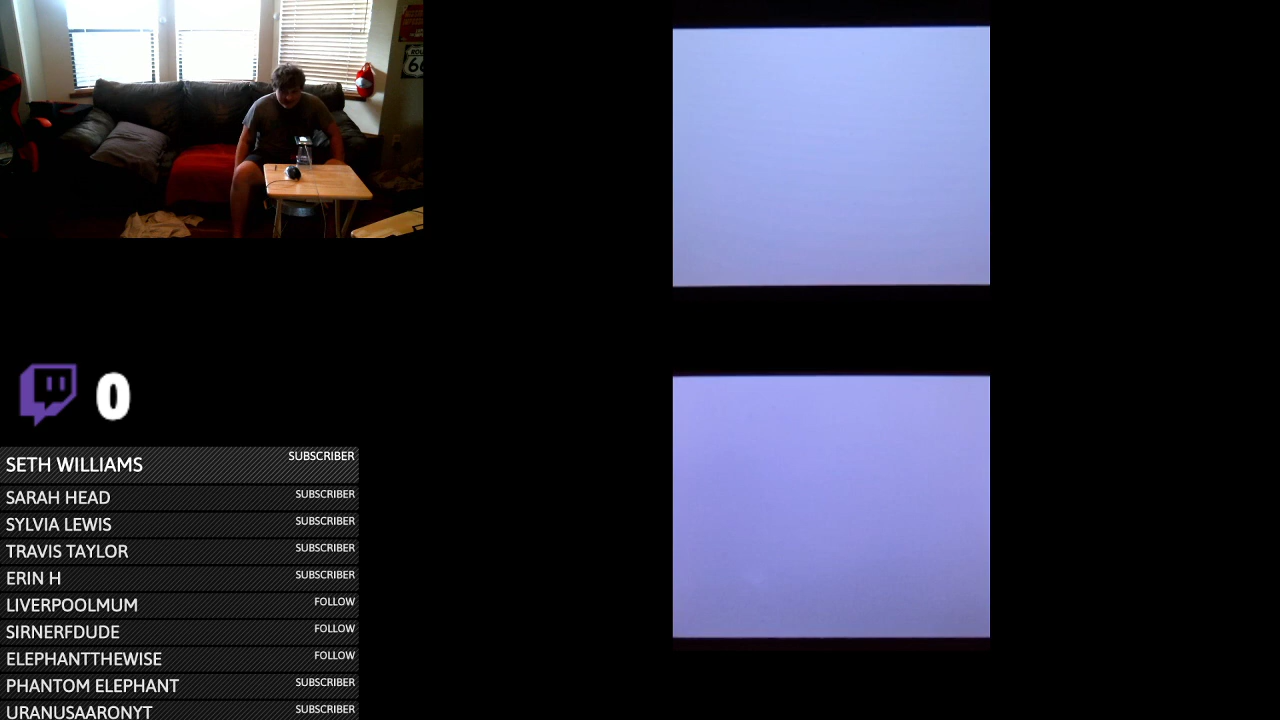 66
0
SETH WILLIAMS SUBSCRIBER
SARAH HEAD SUBSCRIBER
SYLVIA LEWIS SUBSCRIBER
TRAVIS TAYLOR SUBSCRIBER
ERIN H SUBSCRIBER
LIVERPOOLMUM FOLLOW
SIRNERFDUDE FOLLOW
ELEPHANTTHEWISE FOLLOW
PHANTOM ELEPHANT SUBSCRIBER
URANUSAARONYT SUBSCRIBER